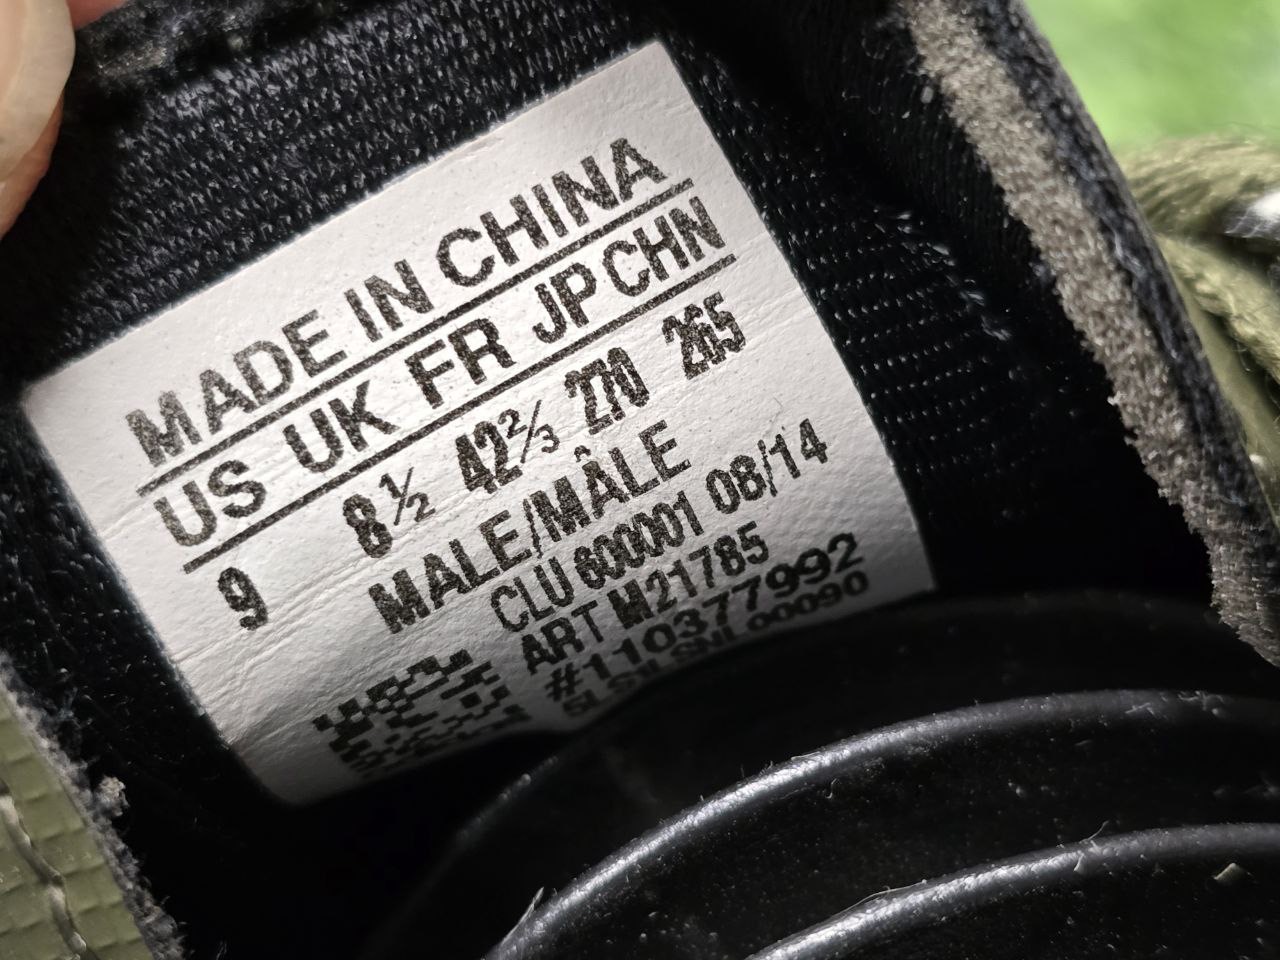 MADE IN CHINA
US UK FR JP CHN
9 8½ 42⅔ 270 265
MALE/MÂLE
CLU 600001 08/14
ART M21785
#110377992